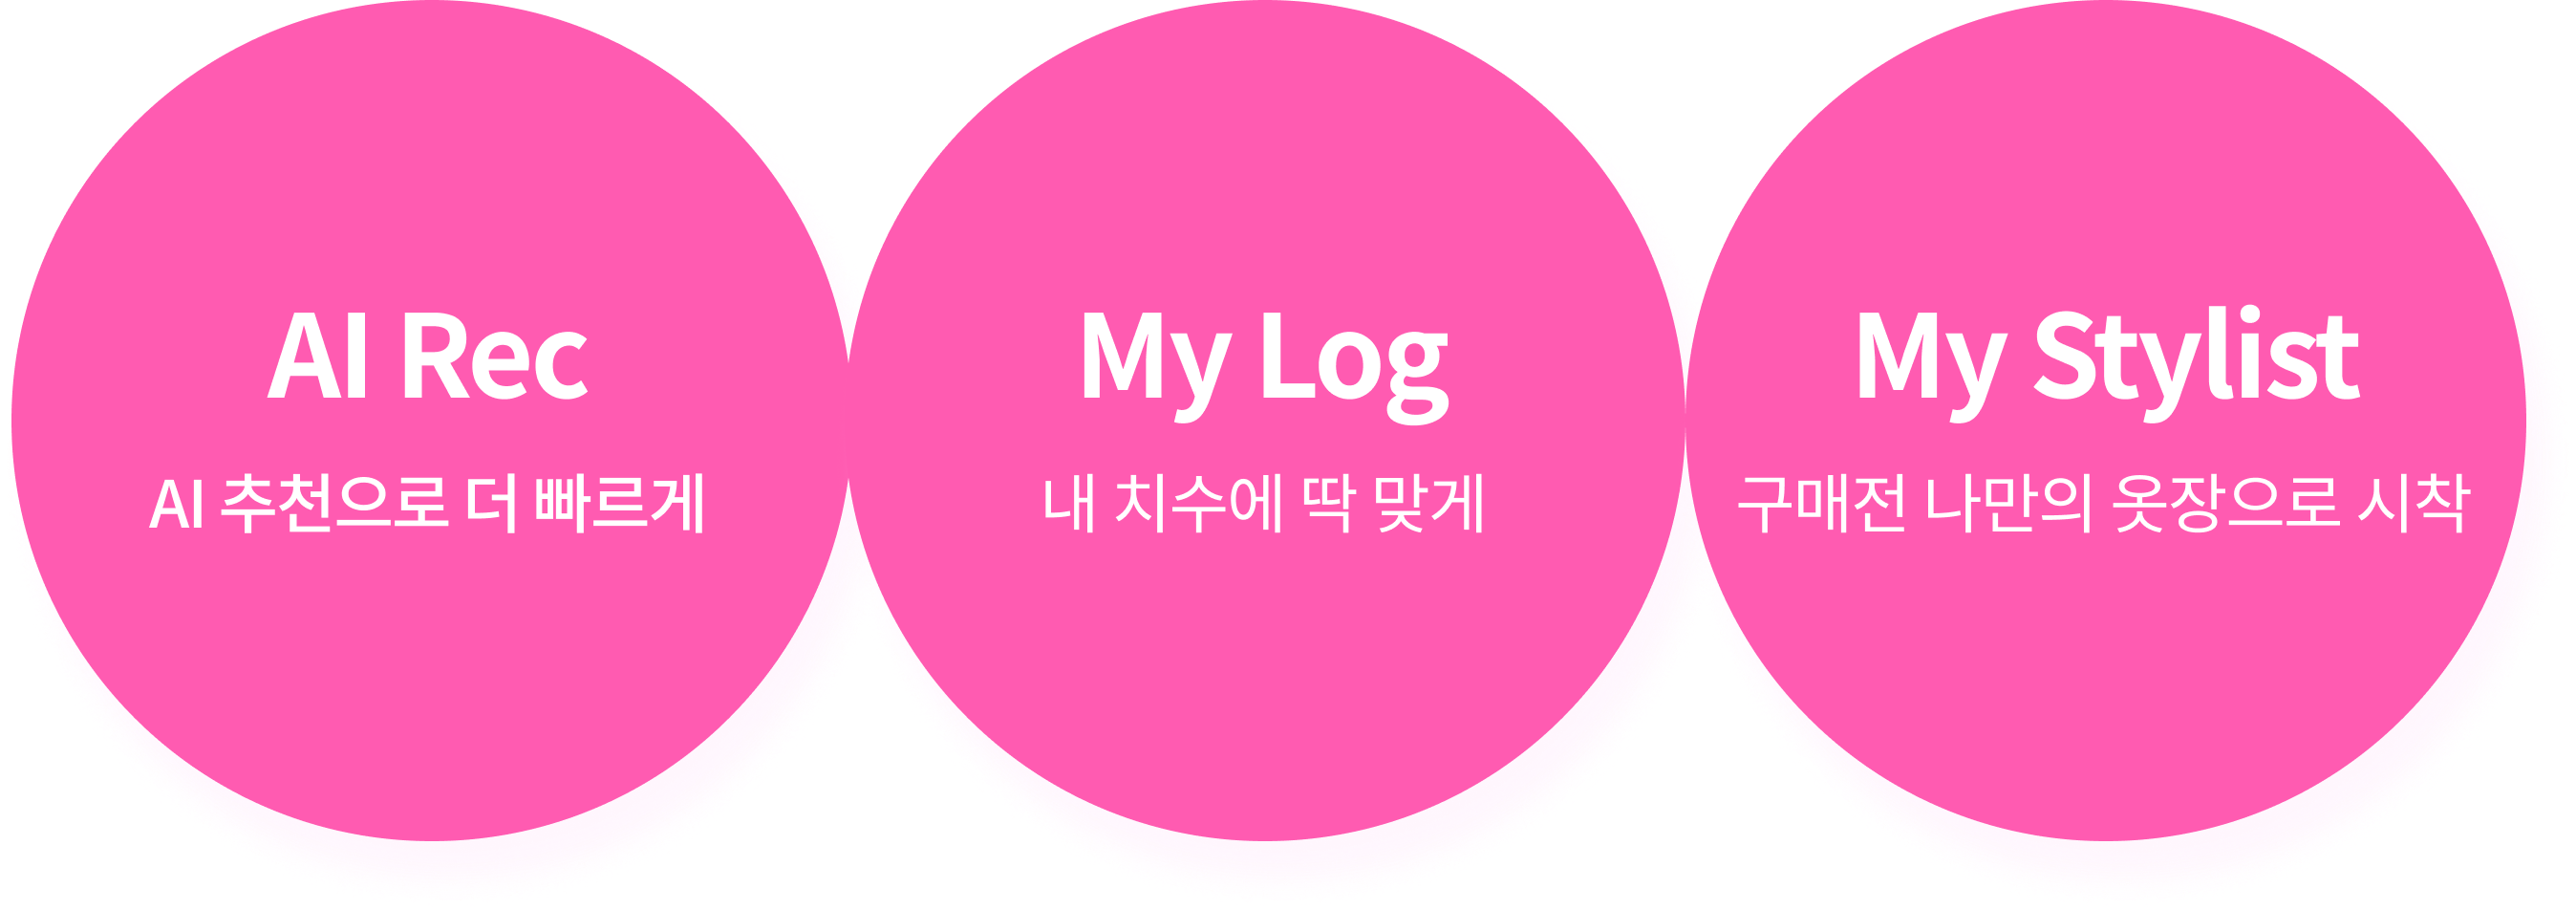 AI Rec
AI 추천으로 더 빠르게
My Log
내 치수에 딱 맞게
My Stylist
구매전 나만의 옷장으로 시착